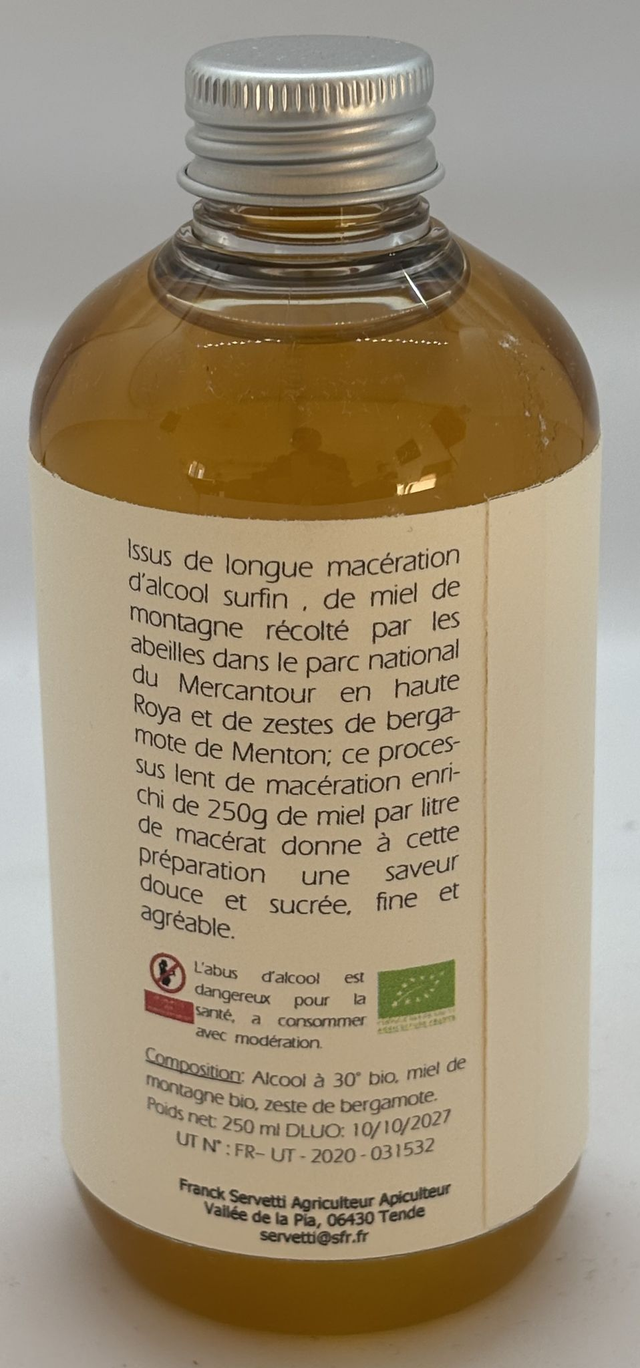 Issus de longue macération
d'alcool surfin , de miel de
montagne récolté par les
abeilles dans le parc national
du Mercantour en haute
Roya et de zestes de berga-
mote de Menton; ce proces-
sus lent de macération enri-
chi de 250g de miel par litre
de macérat donne à cette
préparation une saveur
douce et sucrée, fine et
agréable.
L'abus d'alcool est
dangereux pour la
santé, a consommer
avec modération.
Composition: Alcool à 30° bio, miel de
montagne bio, zeste de bergamote.
Poids net: 250 ml DLUO: 10/10/2027
UT N° : FR– UT - 2020 - 031532
Franck Servetti Agriculteur Apiculteur
Vallée de la Pia, 06430 Tende
servetti@sfr.fr